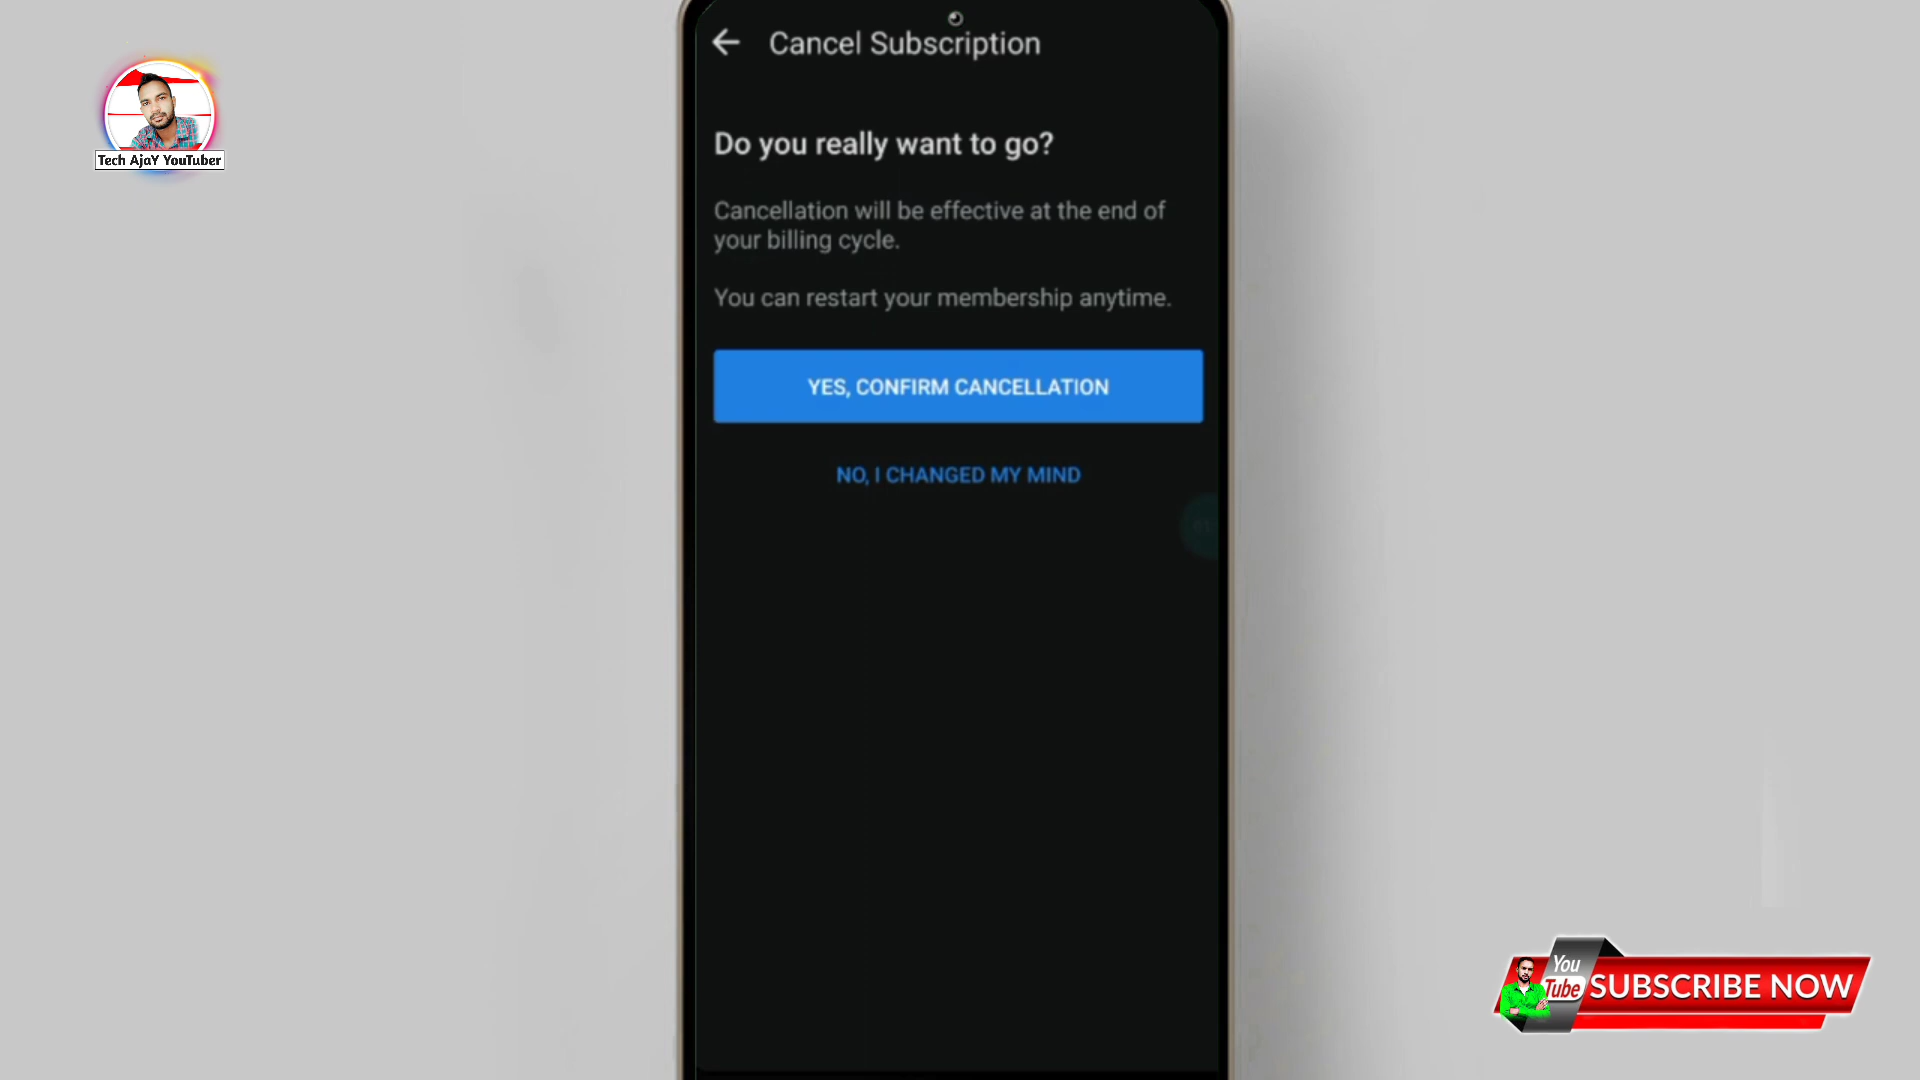 Cancel Subscription
Tech AjaY YouTuber
Do you really want to go?
Cancellation will be effective at the end of
your billing cycle.
You can restart your membership anytime.
YES, CONFIRM CANCELLATION
NO, I CHANGED MY MIND
You
Tube
SUBSCRIBE NOW